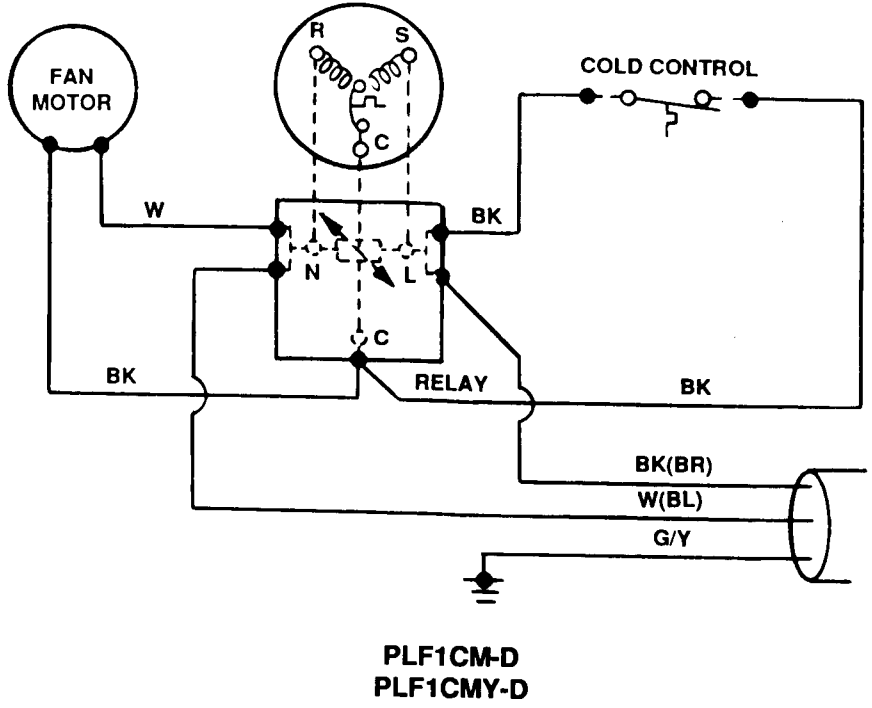 FAN
MOTOR
R
S
C
COLD CONTROL
W
BK
N
L
C
BK
RELAY
BK
BK(BR)
W(BL)
G/Y
PLF1CM-D
PLF1CMY-D